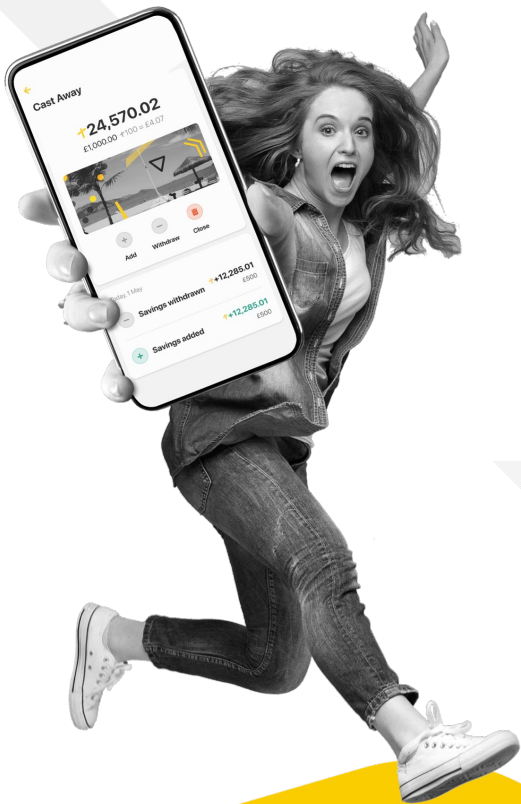 Cast Away
24,570.02
£1,000.00 100 = £4.07
Add
Withdraw
Close
1 May
Savings withdrawn
+12,285.01
£500
Savings added
+12,285.01
£500